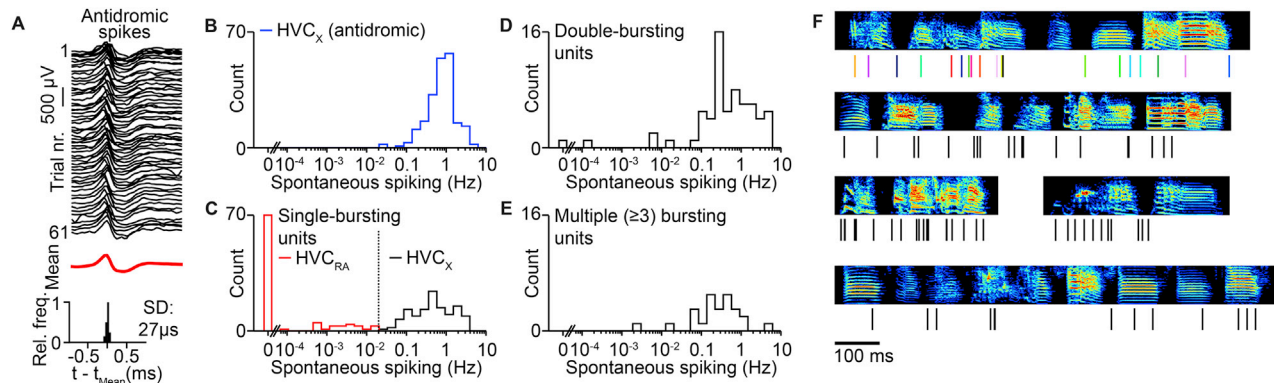 A
Antidromic
spikes
1
500 µV
Trial nr.
61
Mean
Rel. freq.
1
0
SD:
27µs
-0.5 0.5
t - tMean(ms)
B
70
Count
0
HVCX (antidromic)
0 10-4 10-3 10-2 0.1 1 10
Spontaneous spiking (Hz)
C
70
Count
0
Single-bursting
units
HVCRA
HVCX
0 10-4 10-3 10-2 0.1 1 10
Spontaneous spiking (Hz)
D
16
Count
0
Double-bursting
units
0 10-4 10-3 10-2 0.1 1 10
Spontaneous spiking (Hz)
E
16
Count
0
Multiple (≥3) bursting
units
0 10-4 10-3 10-2 0.1 1 10
Spontaneous spiking (Hz)
F
100 ms